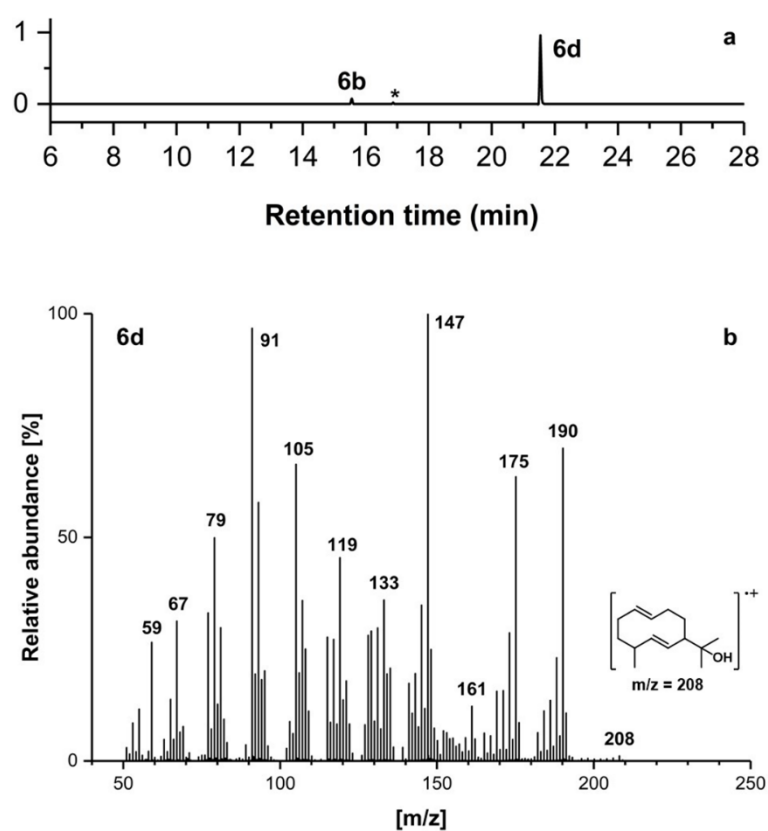 1
0
6b
*
6d
a
6 8 10 12 14 16 18 20 22 24 26 28
Retention time (min)
100
50
0
Relative abundance [%]
6d
b
91
147
105
190
175
79
119
133
67
59
161
208
OH
•+
m/z = 208
50 100 150 200 250
[m/z]